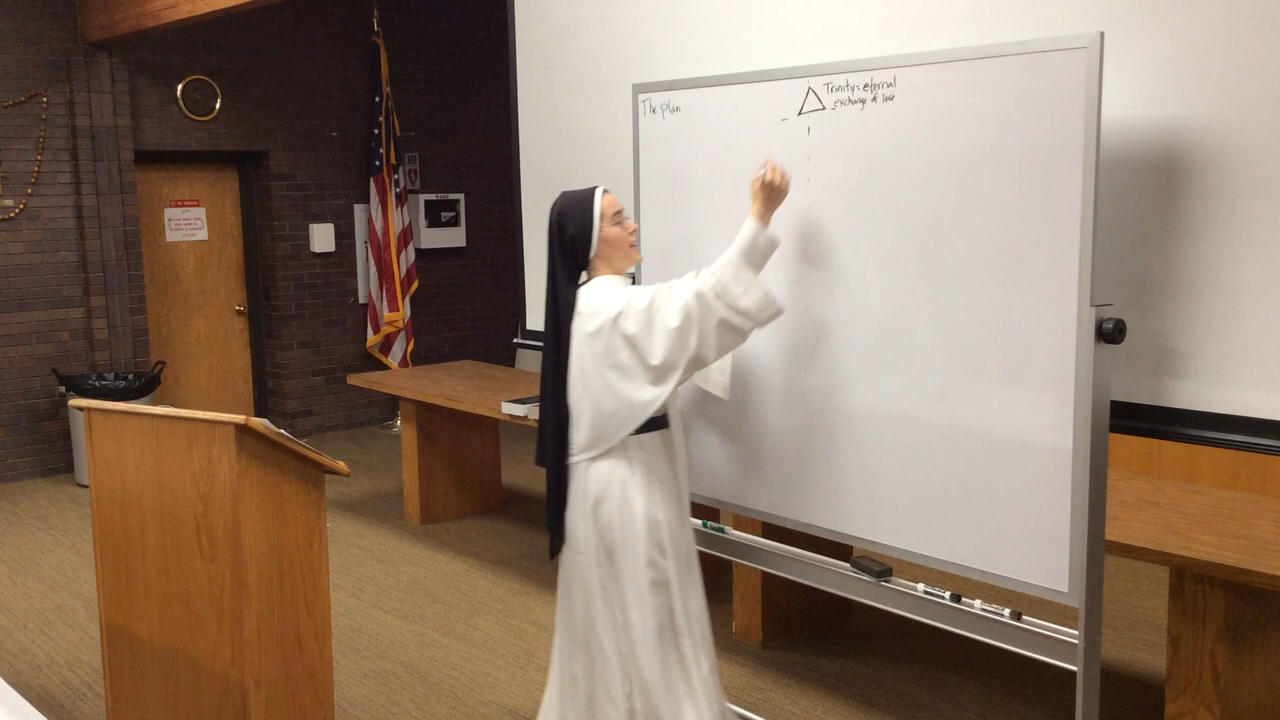 The plan
Trinity = eternal
exchange of love